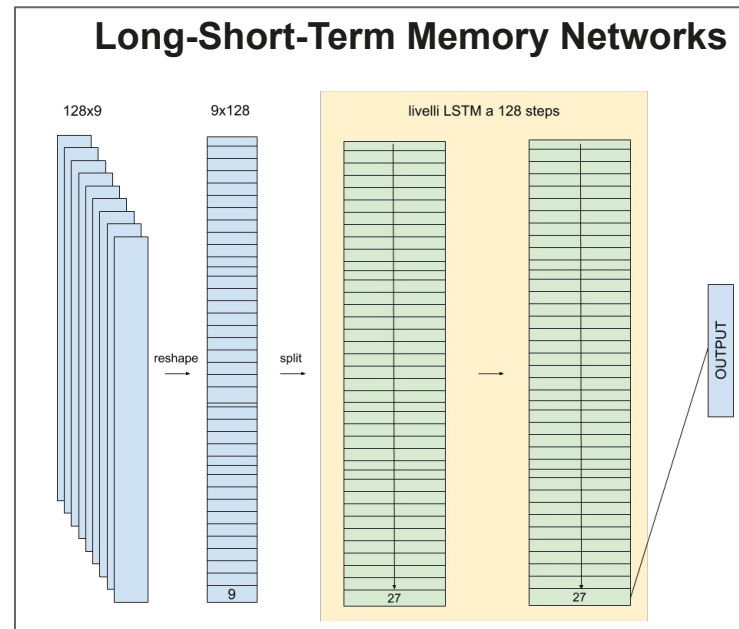 Long-Short-Term Memory Networks
128x9
9x128
livelli LSTM a 128 steps
reshape
split
OUTPUT
9
27
27